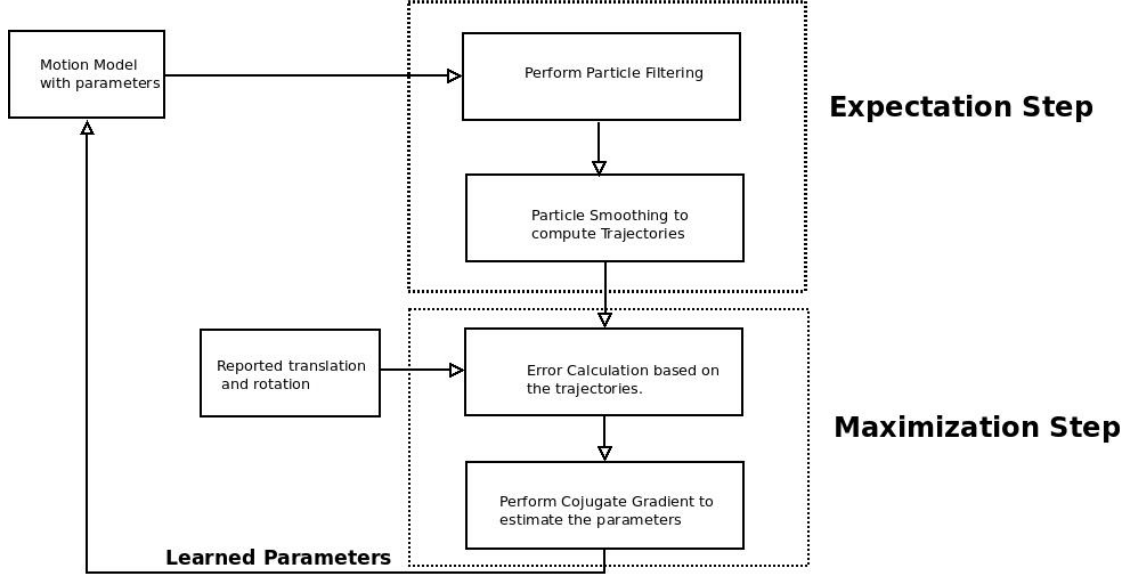 Motion Model
with parameters
Perform Particle Filtering
Expectation Step
Particle Smoothing to
compute Trajectories
Reported translation
and rotation
Error Calculation based on
the trajectories.
Maximization Step
Perform Cojugate Gradient to
estimate the parameters
Learned Parameters